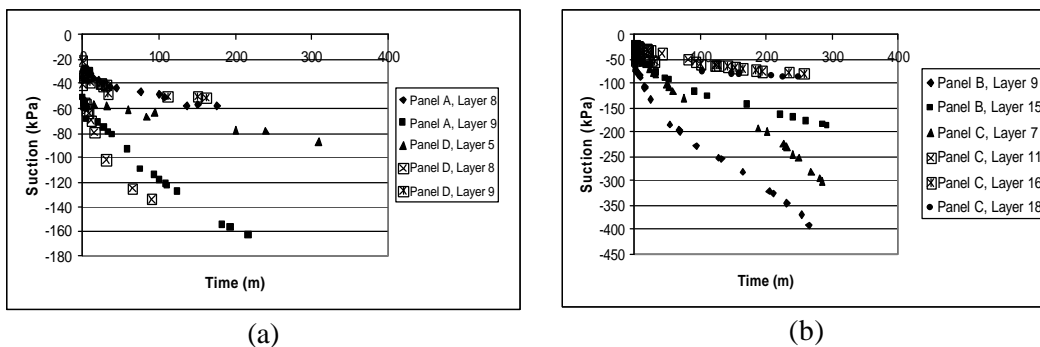 0
0 100 200 300 400
-20
-40
-60
-80
-100
-120
-140
-160
-180
Suction (kPa)
Time (m)
Panel A, Layer 8
Panel A, Layer 9
Panel D, Layer 5
Panel D, Layer 8
Panel D, Layer 9
(a)
0
0 100 200 300 400
-50
-100
-150
-200
-250
-300
-350
-400
-450
Suction (kPa)
Time (m)
Panel B, Layer 9
Panel B, Layer 15
Panel C, Layer 7
Panel C, Layer 11
Panel C, Layer 16
Panel C, Layer 18
(b)